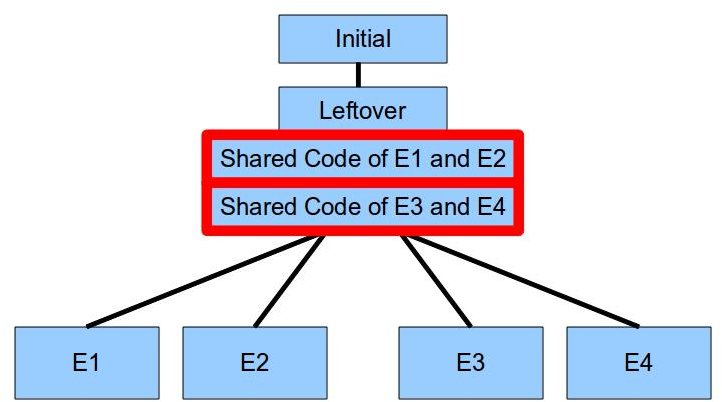 Initial
Leftover
Shared Code of E1 and E2
Shared Code of E3 and E4
E1
E2
E3
E4